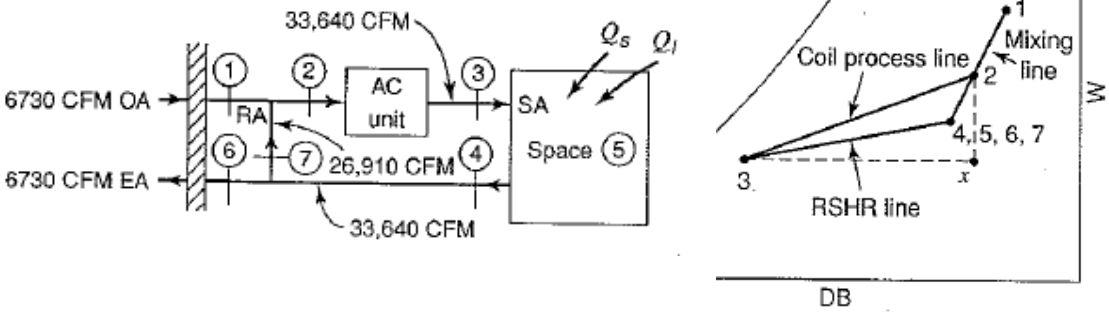 33,640 CFM
Qs
Ql
1
2
3
6730 CFM OA
AC
unit
SA
RA
Space 5
6
7
26,910 CFM
4
6730 CFM EA
33,640 CFM
1
Mixing
line
Coil process line
2
W
4, 5, 6, 7
3
x
RSHR line
DB